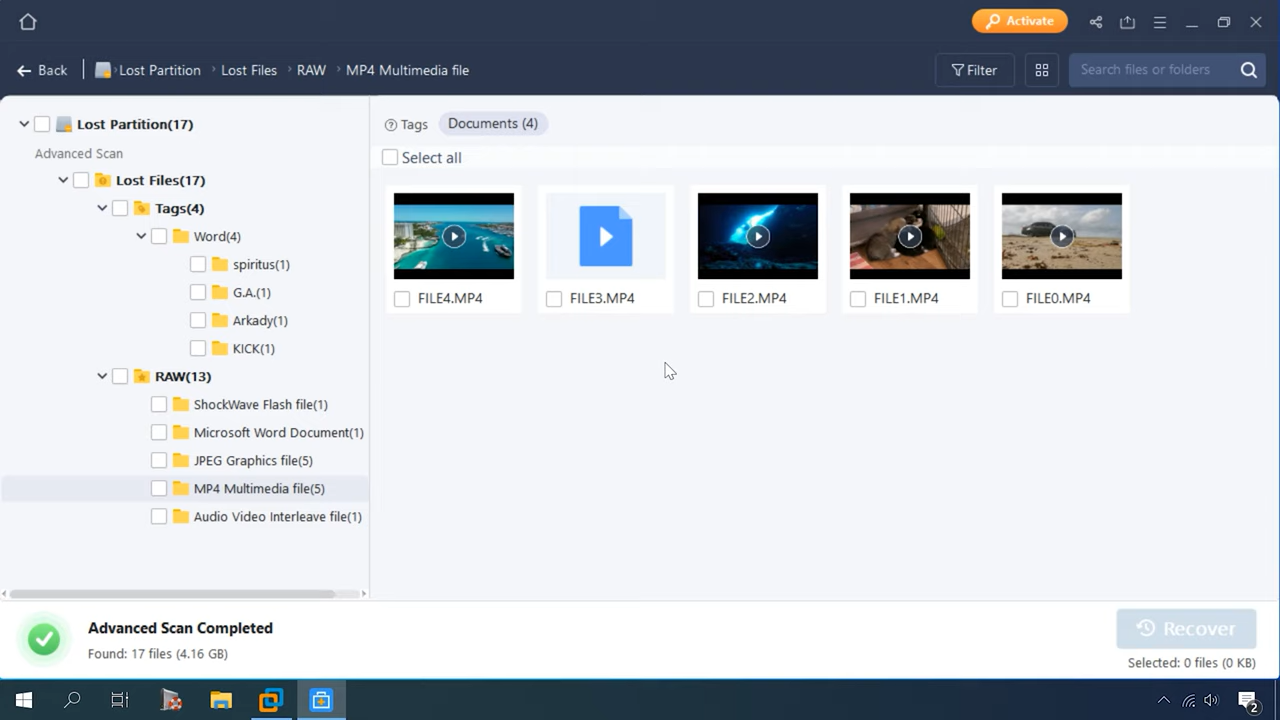 Activate
Back
Lost Partition
Lost Files
RAW
MP4 Multimedia file
Filter
Search files or folders
Lost Partition(17)
Advanced Scan
Lost Files(17)
Tags(4)
Word(4)
spiritus(1)
G.A.(1)
Arkady(1)
KICK(1)
RAW(13)
ShockWave Flash file(1)
Microsoft Word Document(1)
JPEG Graphics file(5)
MP4 Multimedia file(5)
Audio Video Interleave file(1)
Tags
Documents (4)
Select all
FILE4.MP4
FILE3.MP4
FILE2.MP4
FILE1.MP4
FILE0.MP4
Advanced Scan Completed
Found: 17 files (4.16 GB)
Recover
Selected: 0 files (0 KB)
2